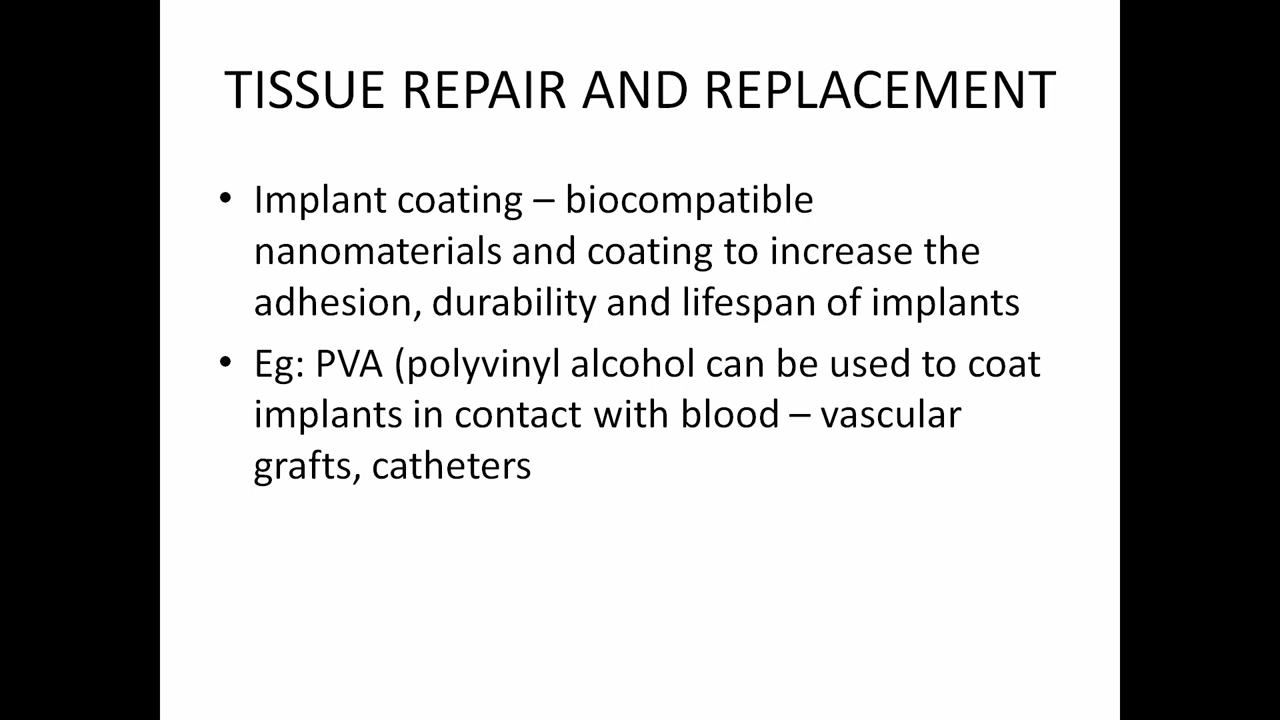 TISSUE REPAIR AND REPLACEMENT
• Implant coating – biocompatible
nanomaterials and coating to increase the
adhesion, durability and lifespan of implants
• Eg: PVA (polyvinyl alcohol can be used to coat
implants in contact with blood – vascular
grafts, catheters